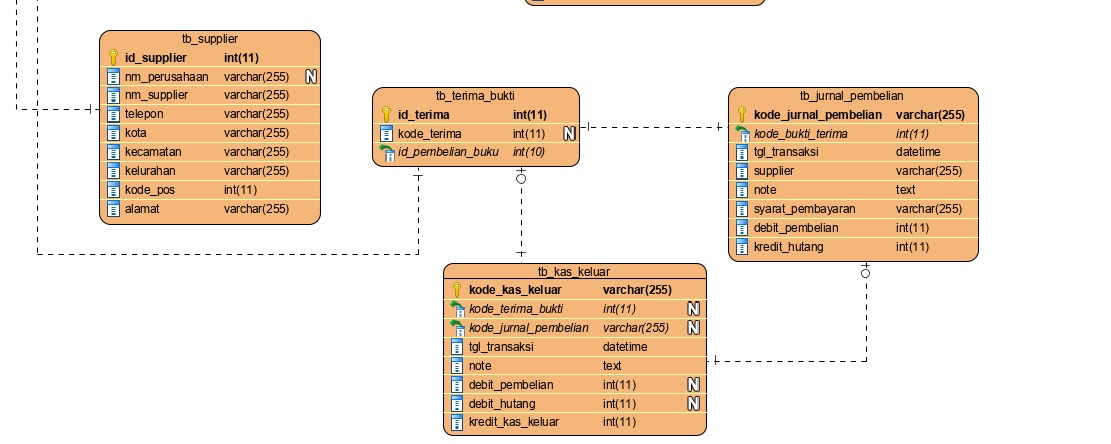 tb_supplier
id_supplier int(11)
nm_perusahaan varchar(255) N
nm_supplier varchar(255)
telepon varchar(255)
kota varchar(255)
kecamatan varchar(255)
kelurahan varchar(255)
kode_pos int(11)
alamat varchar(255)
tb_terima_bukti
id_terima int(11)
kode_terima int(11) N
id_pembelian_buku int(10)
tb_jurnal_pembelian
kode_jurnal_pembelian varchar(255)
kode_bukti_terima int(11)
tgl_transaksi datetime
supplier varchar(255)
note text
syarat_pembayaran varchar(255)
debit_pembelian int(11)
kredit_hutang int(11)
tb_kas_keluar
kode_kas_keluar varchar(255)
kode_terima_bukti int(11) N
kode_jurnal_pembelian varchar(255) N
tgl_transaksi datetime
note text
debit_pembelian int(11) N
debit_hutang int(11) N
kredit_kas_keluar int(11)